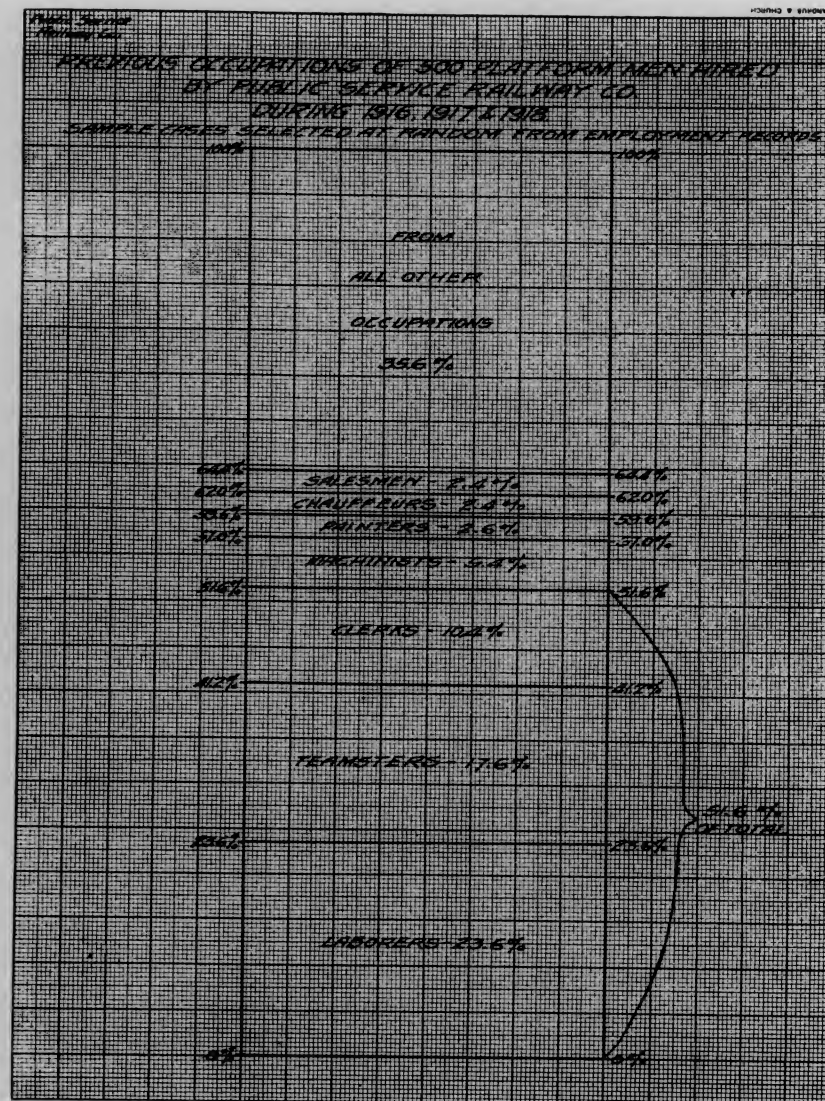 Public Service
Railway Co.
PREVIOUS OCCUPATIONS OF 500 PLATFORM MEN HIRED
BY PUBLIC SERVICE RAILWAY CO.
DURING 1916, 1917 & 1918
SAMPLE CASES SELECTED AT RANDOM FROM EMPLOYMENT RECORDS
100% 100%
FROM
ALL OTHER
OCCUPATIONS
35.6%
64.4% 64.4%
SALESMEN - 2.4%
62.0% 62.0%
CHAUFFEURS - 2.4%
59.6% 59.6%
PAINTERS - 2.6%
57.0% 57.0%
MACHINISTS - 5.4%
51.6% 51.6%
CLERKS - 10.4%
41.2% 41.2%
TEAMSTERS - 17.6%
51.6%
OF TOTAL
23.6% 23.6%
LABORERS - 23.6%
0% 0%